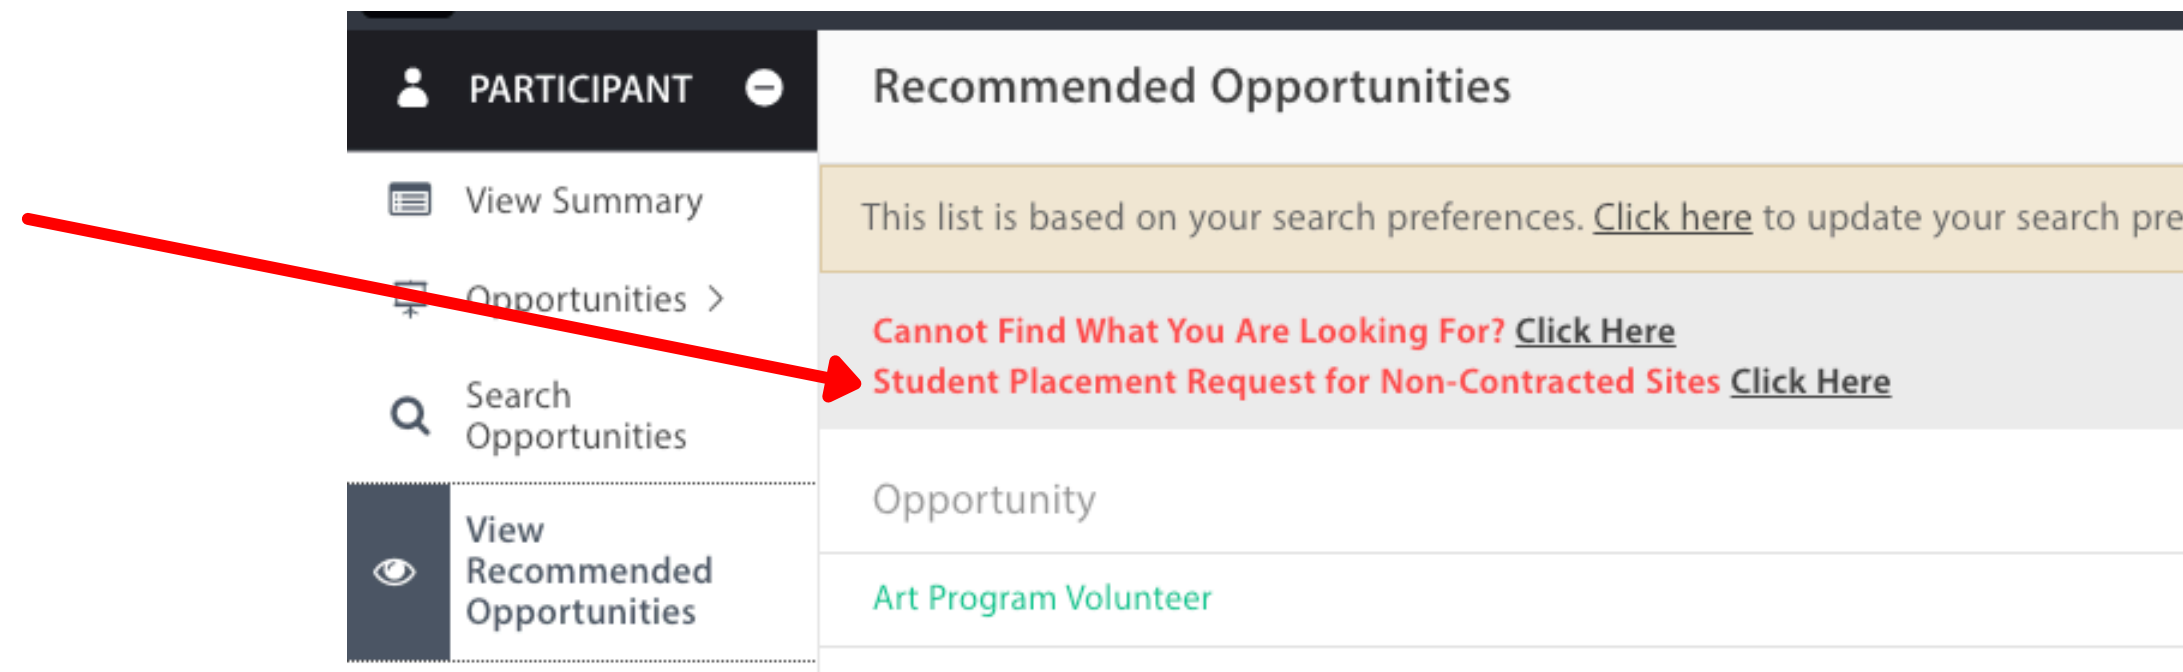 PARTICIPANT
View Summary
Opportunities
Search
Opportunities
View
Recommended
Opportunities
Recommended Opportunities
This list is based on your search preferences. Click here to update your search pre
Cannot Find What You Are Looking For? Click Here
Student Placement Request for Non-Contracted Sites Click Here
Opportunity
Art Program Volunteer